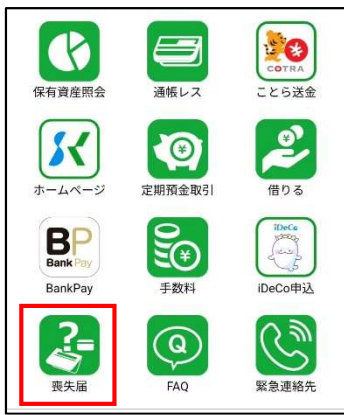 COTRA
保有資産照会 通帳レス ことら送金
iDeCo
ホームページ 定期預金取引 借りる
BP
Bank Pay
BankPay 手数料 iDeCo申込
?
Q
喪失届 FAQ 緊急連絡先